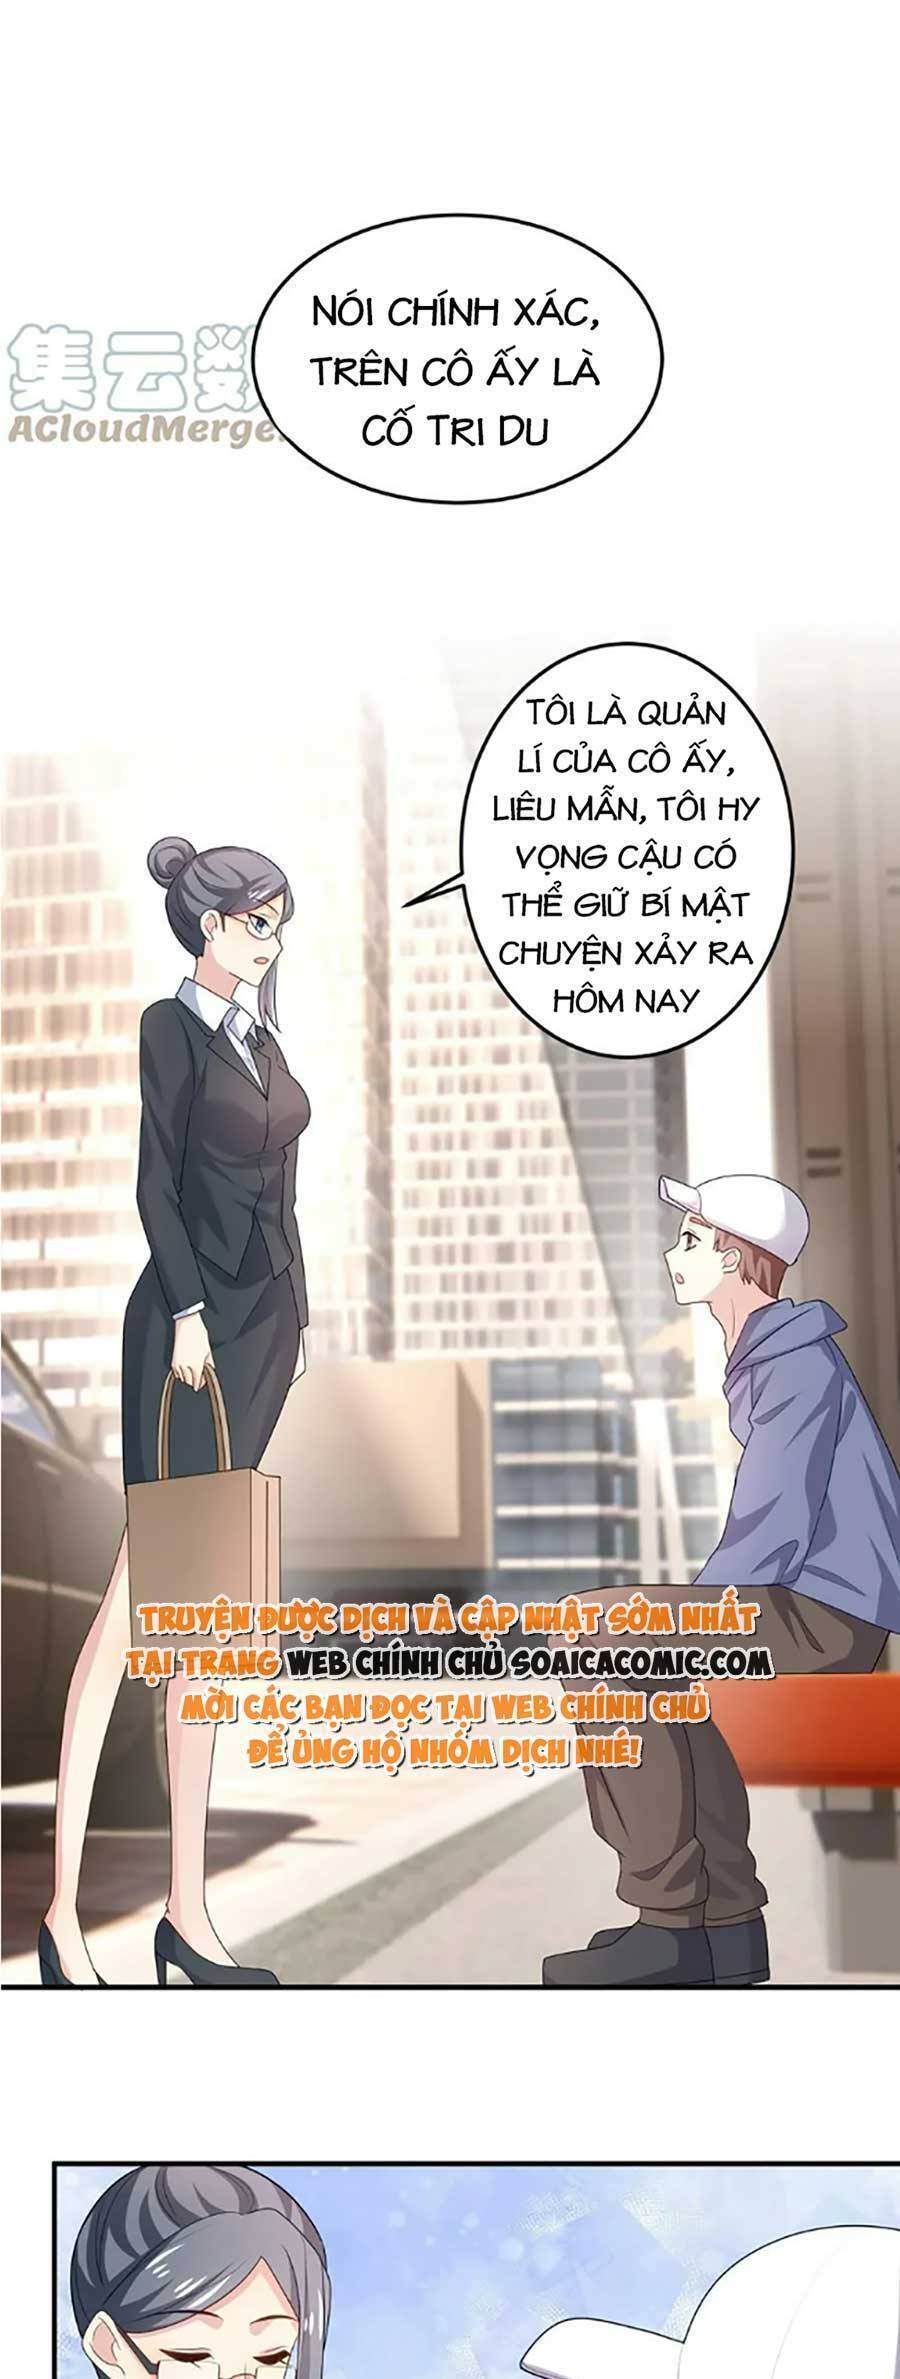 NÓI CHÍNH XÁC,
TRÊN CÔ ẤY LÀ
CỐ TRI DU
集云数
ACloudMerge
TÔI LÀ QUẢN
LÍ CỦA CÔ ẤY,
LIÊU MẪN, TÔI HY
VỌNG CẬU CÓ
THỂ GIỮ BÍ MẬT
CHUYỆN XẢY RA
HÔM NAY
TRUYỆN ĐƯỢC DỊCH VÀ CẬP NHẬT SỚM NHẤT
TẠI TRANG WEB CHÍNH CHỦ SOAICACOMIC.COM
MỜI CÁC BẠN ĐỌC TẠI WEB CHÍNH CHỦ
ĐỂ ỦNG HỘ NHÓM DỊCH NHÉ!